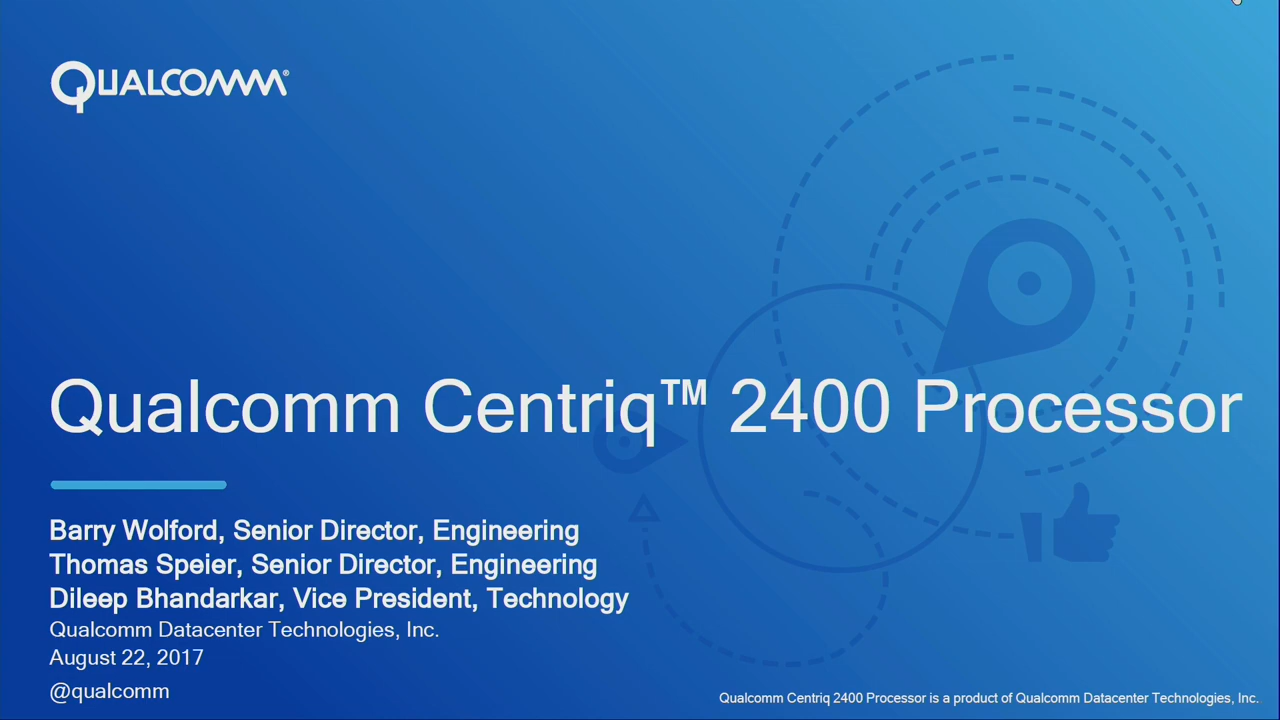 QUALCOMM®
Qualcomm Centriq™ 2400 Processor
Barry Wolford, Senior Director, Engineering
Thomas Speier, Senior Director, Engineering
Dileep Bhandarkar, Vice President, Technology
Qualcomm Datacenter Technologies, Inc.
August 22, 2017
@qualcomm
Qualcomm Centriq 2400 Processor is a product of Qualcomm Datacenter Technologies, Inc.